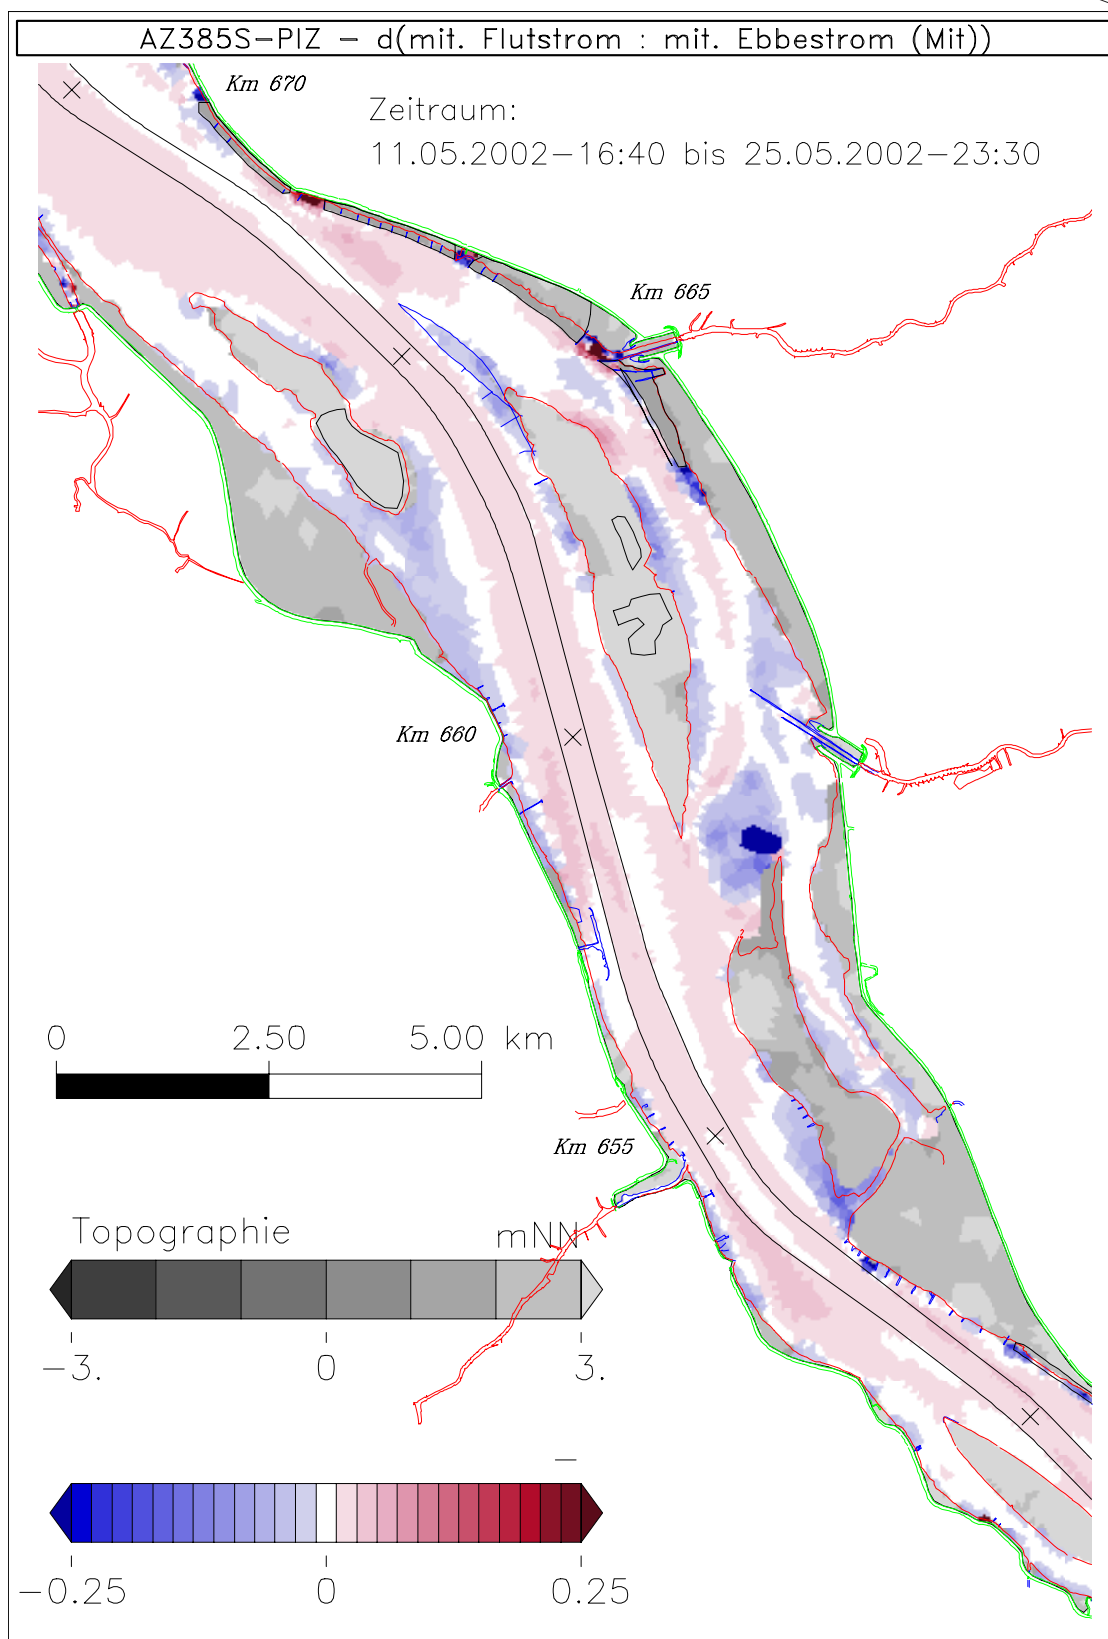 AZ385S-PIZ - d(mit. Flutstrom : mit. Ebbestrom (Mit))
Km 670
Zeitraum:
11.05.2002-16:40 bis 25.05.2002-23:30
Km 665
Km 660
0 2.50 5.00 km
Km 655
Topographie mNN
-3. 0 3.
-
-0.25 0 0.25